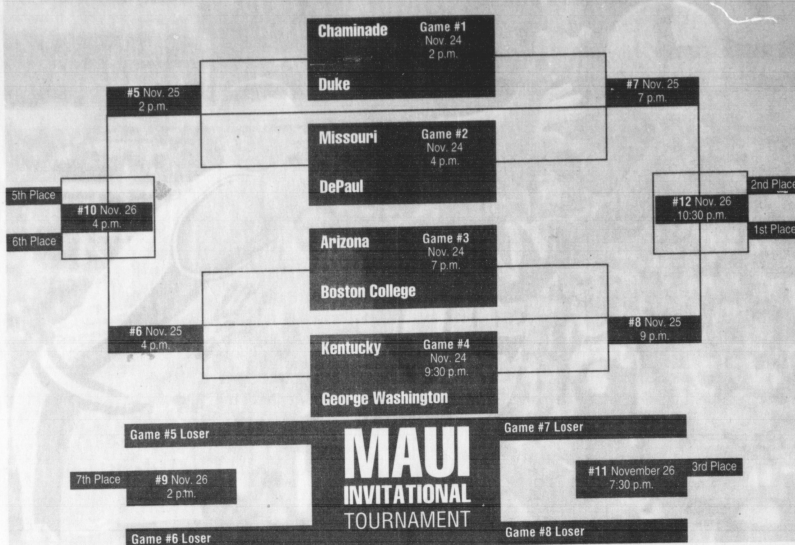 Chaminade Game #1
Nov. 24
2 p.m.
Duke
#5 Nov. 25
2 p.m.
#7 Nov. 25
7 p.m.
Missouri Game #2
Nov. 24
4 p.m.
DePaul
5th Place
#10 Nov. 26
4 p.m.
6th Place
2nd Place
#12 Nov. 26
10:30 p.m.
1st Place
Arizona Game #3
Nov. 24
7 p.m.
Boston College
#6 Nov. 25
4 p.m.
#8 Nov. 25
9 p.m.
Kentucky Game #4
Nov. 24
9:30 p.m.
George Washington
Game #5 Loser
Game #7 Loser
MAUI
INVITATIONAL
TOURNAMENT
7th Place
#9 Nov. 26
2 p.m.
#11 November 26
7:30 p.m.
3rd Place
Game #6 Loser
Game #8 Loser